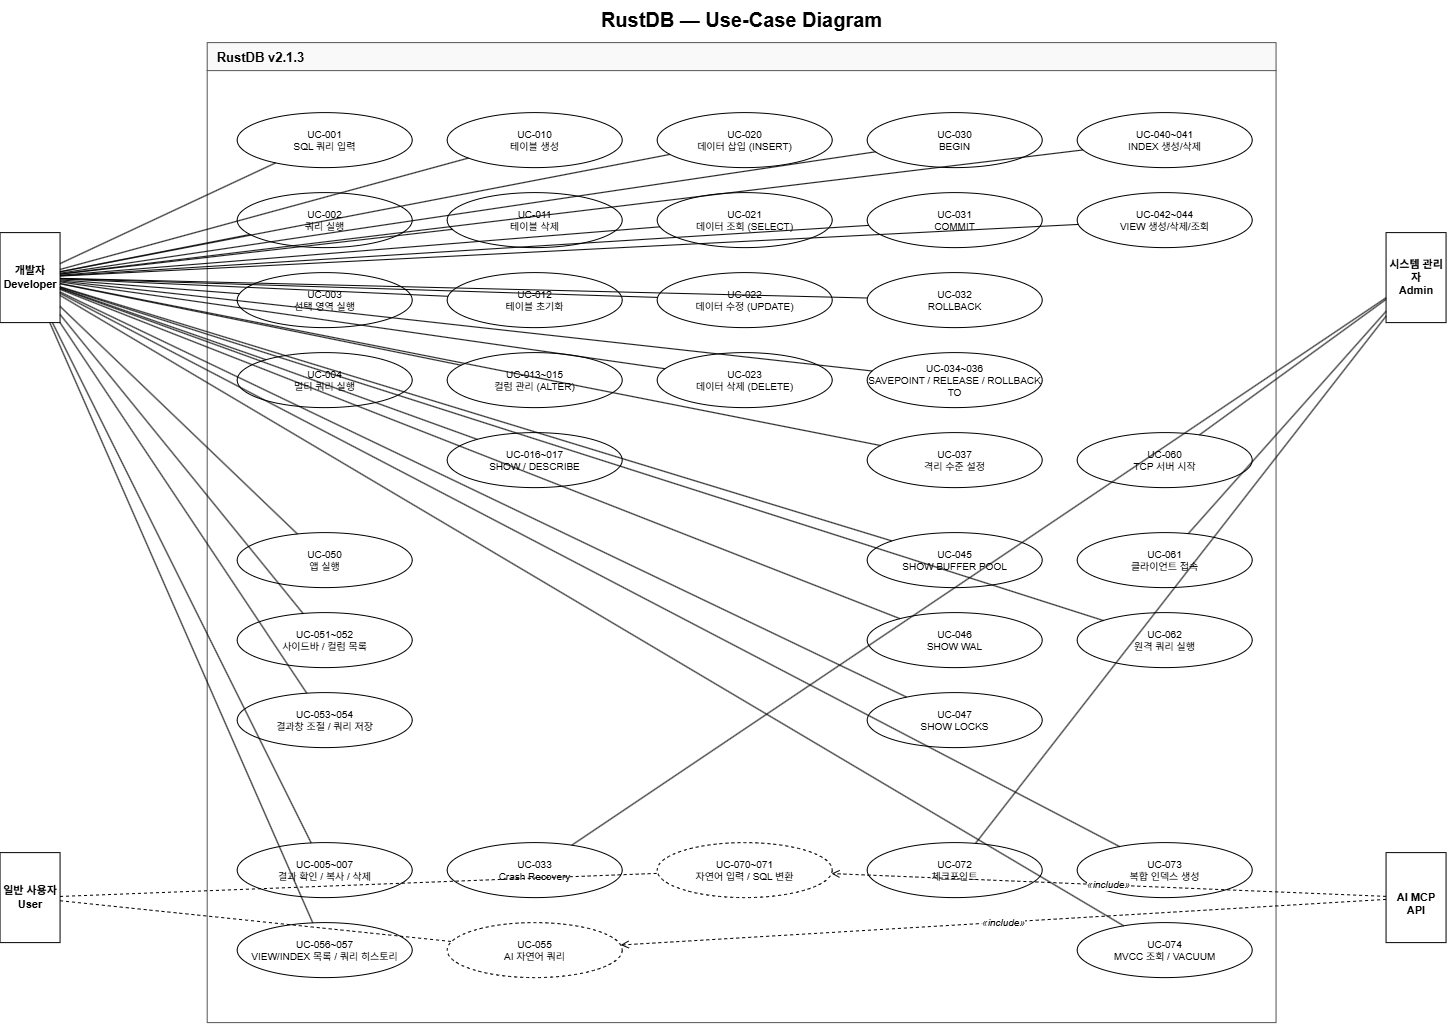 RustDB — Use-Case Diagram
RustDB v2.1.3
UC-001
SQL 쿼리 입력
UC-010
테이블 생성
UC-020
데이터 삽입 (INSERT)
UC-030
BEGIN
UC-040~041
INDEX 생성/삭제
UC-002
쿼리 실행
UC-011
테이블 삭제
UC-021
데이터 조회 (SELECT)
UC-031
COMMIT
UC-042~044
VIEW 생성/삭제/조회
개발자
Developer
시스템 관리
자
Admin
UC-003
선택 영역 실행
UC-012
테이블 초기화
UC-022
데이터 수정 (UPDATE)
UC-032
ROLLBACK
UC-004
멀티 쿼리 실행
UC-013~015
컬럼 관리 (ALTER)
UC-023
데이터 삭제 (DELETE)
UC-034~036
SAVEPOINT / RELEASE / ROLLBACK
TO
UC-016~017
SHOW / DESCRIBE
UC-037
격리 수준 설정
UC-060
TCP 서버 시작
UC-050
앱 실행
UC-045
SHOW BUFFER POOL
UC-061
클라이언트 접속
UC-051~052
사이드바 / 컬럼 목록
UC-046
SHOW WAL
UC-062
원격 쿼리 실행
UC-053~054
결과창 조절 / 쿼리 저장
UC-047
SHOW LOCKS
UC-005~007
결과 확인 / 복사 / 삭제
UC-033
Crash Recovery
UC-070~071
자연어 입력 / SQL 변환
UC-072
체크포인트
UC-073
복합 인덱스 생성
«include»
일반 사용자
User
AI MCP
API
«include»
UC-056~057
VIEW/INDEX 목록 / 쿼리 히스토리
UC-055
AI 자연어 쿼리
UC-074
MVCC 조회 / VACUUM